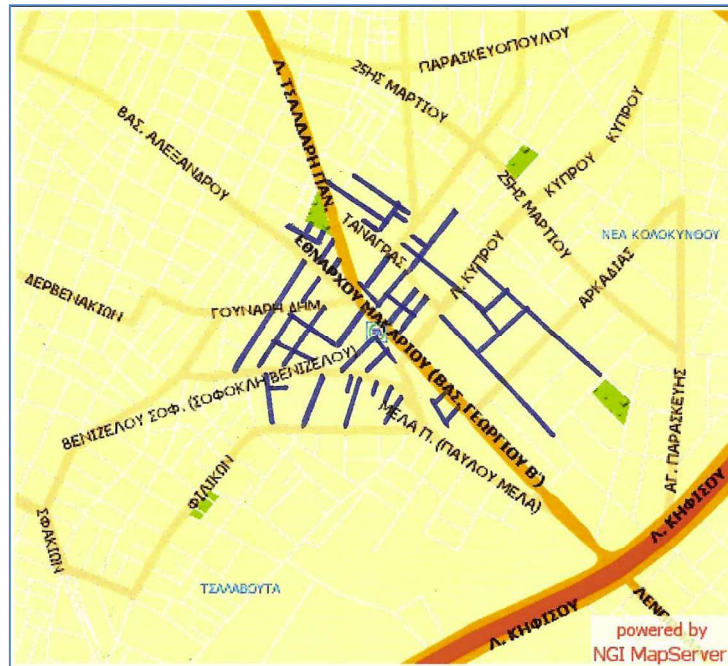 ΠΑΡΑΣΚΕΥΟΠΟΥΛΟΥ
25ΗΣ ΜΑΡΤΙΟΥ
Λ. ΤΣΑΛΔΑΡΗ ΠΑΝ.
ΚΥΠΡΟΥ
ΒΑΣ. ΑΛΕΞΑΝΔΡΟΥ
ΚΥΠΡΟΥ
25ΗΣ ΜΑΡΤΙΟΥ
ΤΑΝΑΓΡΑΣ
ΝΕΑ ΚΟΛΟΚΥΝΘΟΥ
Ν. ΚΥΠΡΟΥ
ΑΡΚΑΔΙΑΣ
ΔΕΡΒΕΝΑΚΙΩΝ
ΓΟΥΝΑΡΗ ΔΗΜ.
ΕΘΝΑΡΧΟΥ ΜΑΚΑΡΙΟΥ (ΒΑΣ. ΓΕΩΡΓΙΟΥ Β')
ΒΕΝΙΖΕΛΟΥ ΣΟΦ. (ΣΟΦΟΚΛΗ ΒΕΝΙΖΕΛΟΥ)
ΜΕΛΑ Π. (ΠΑΥΛΟΥ ΜΕΛΑ)
ΑΓ. ΠΑΡΑΣΚΕΥΗΣ
ΦΙΛΙΚΩΝ
ΣΦΑΚΙΩΝ
Λ. ΚΗΦΙΣΟΥ
ΤΣΑΛΑΒΟΥΤΑ
Λ. ΚΗΦΙΣΟΥ
powered by
NGI MapServer